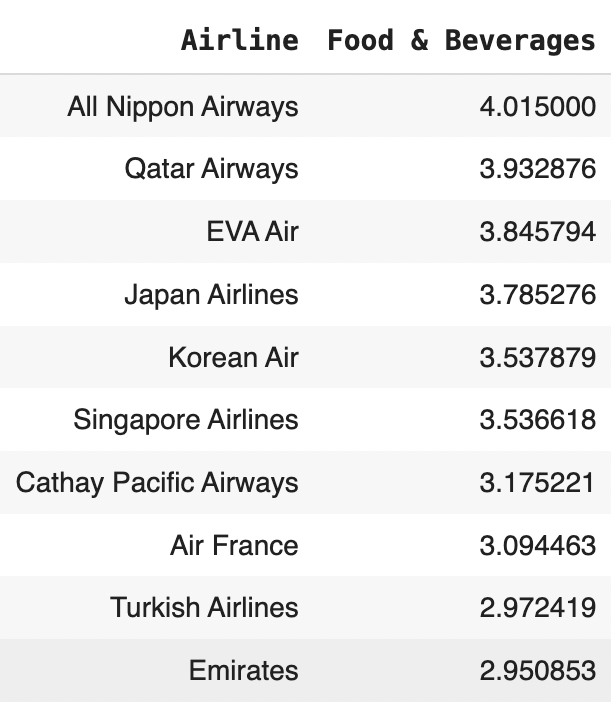 Airline Food & Beverages
All Nippon Airways 4.015000
Qatar Airways 3.932876
EVA Air 3.845794
Japan Airlines 3.785276
Korean Air 3.537879
Singapore Airlines 3.536618
Cathay Pacific Airways 3.175221
Air France 3.094463
Turkish Airlines 2.972419
Emirates 2.950853